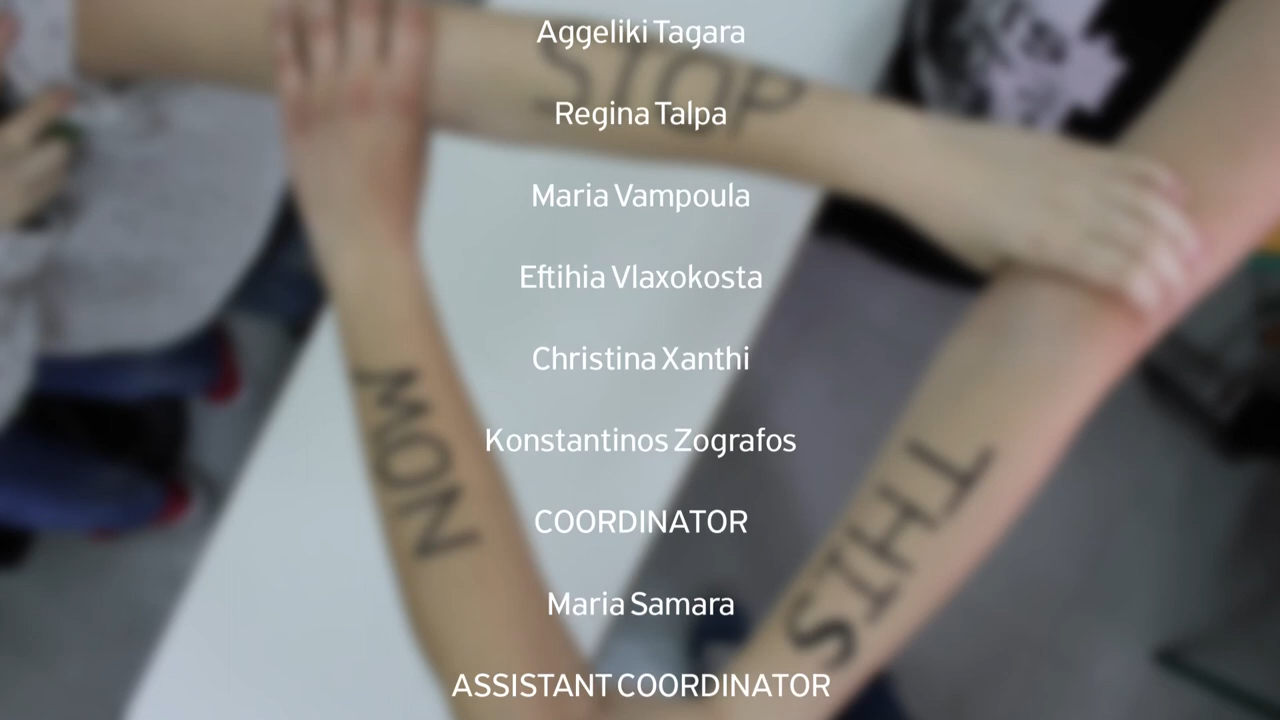 Aggeliki Tagara
STOP
Regina Talpa
Maria Vampoula
Eftihia Vlaxokosta
Christina Xanthi
NOW
Konstantinos Zografos
THIS
COORDINATOR
Maria Samara
ASSISTANT COORDINATOR